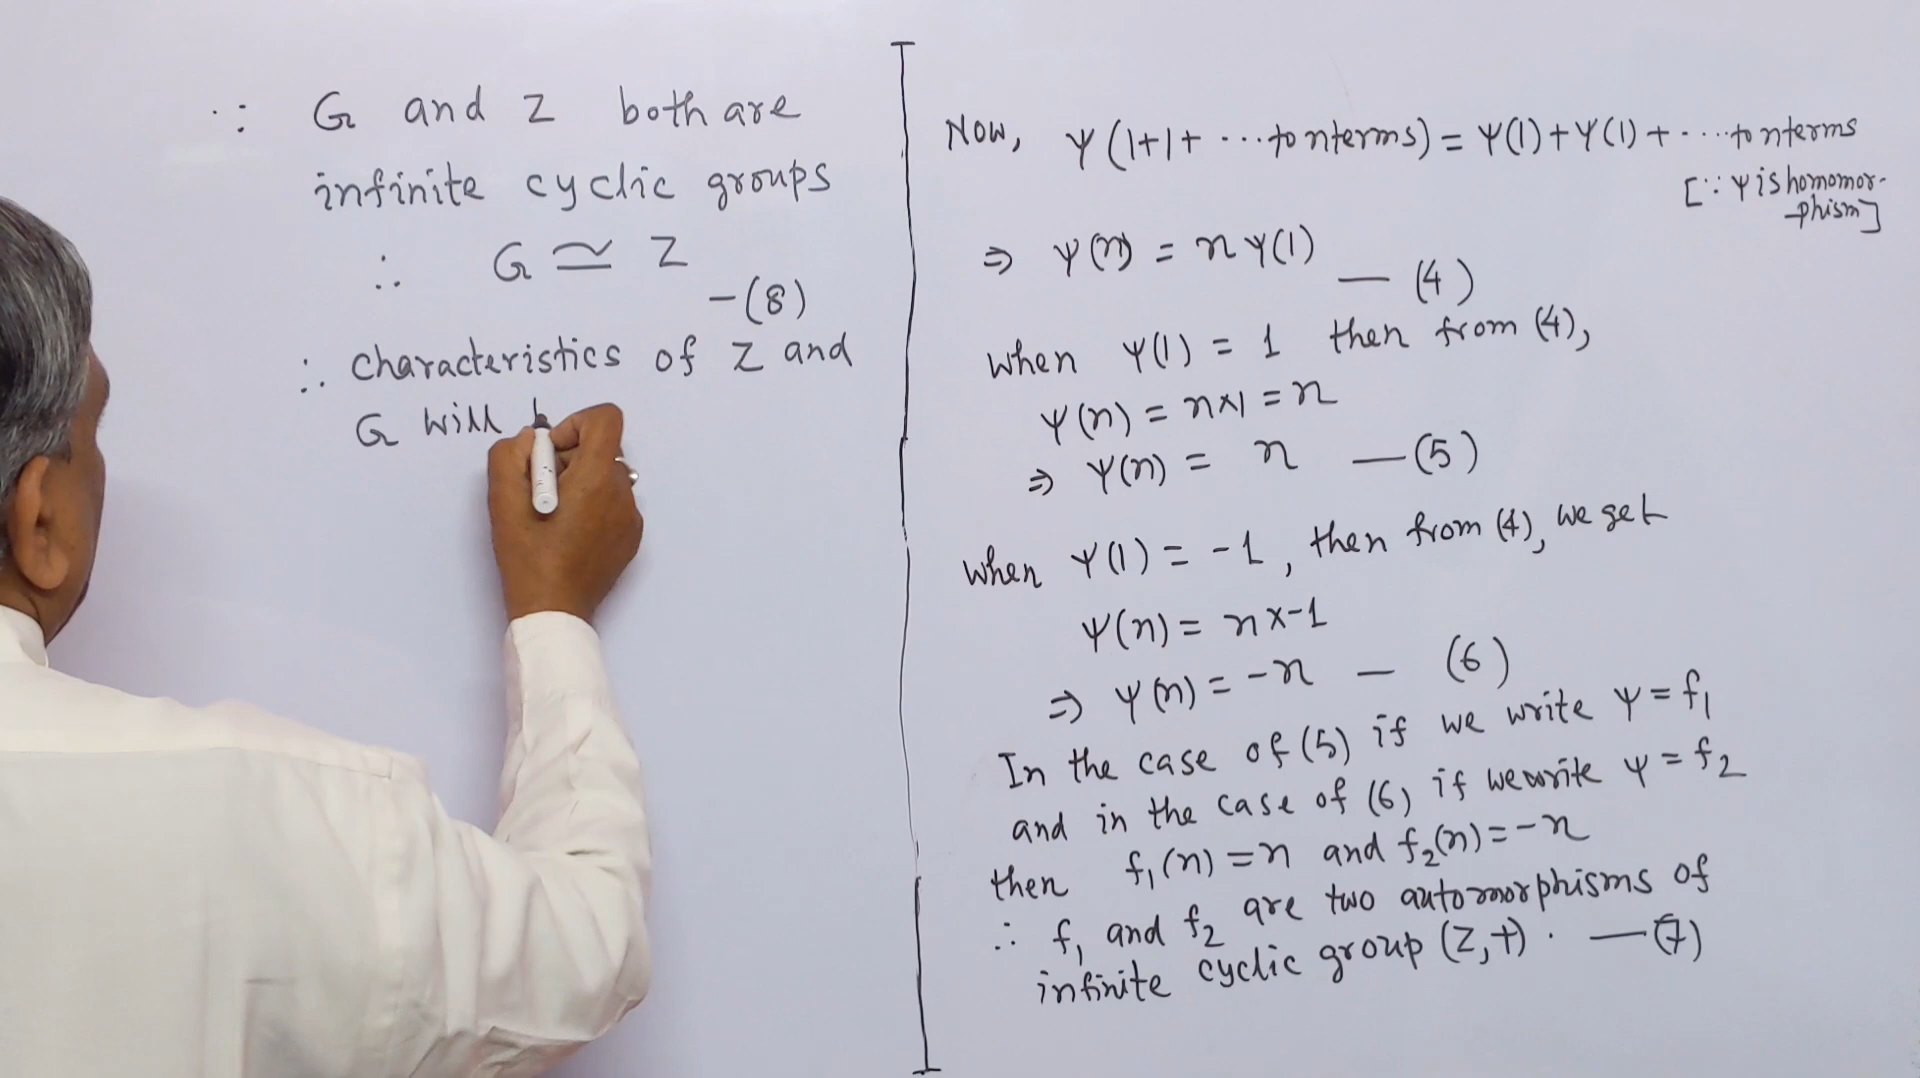 ∵ G and Z both are
infinite cyclic groups
∴ G ≅ Z
-(8)
∴ characteristics of Z and
G will
Now, Ψ(1+1+ ....to nterms) = Ψ(1)+Ψ(1)+ .....to nterms
[∵ Ψ is homomor-
-phism]
⇒ Ψ(n) = nΨ(1)
— (4)
when Ψ(1) = 1 then from (4),
Ψ(n) = n×1 = n
⇒ Ψ(n) = n —(5)
when Ψ(1) = -1, then from (4), we get
Ψ(n) = n×-1
⇒ Ψ(n) = -n — (6)
In the case of (5) if we write Ψ = f₁
and in the case of (6) if we write Ψ = f₂
then f₁(n) = n and f₂(n) = -n
∴ f₁ and f₂ are two automorphisms of
infinite cyclic group (Z,+). —(7)